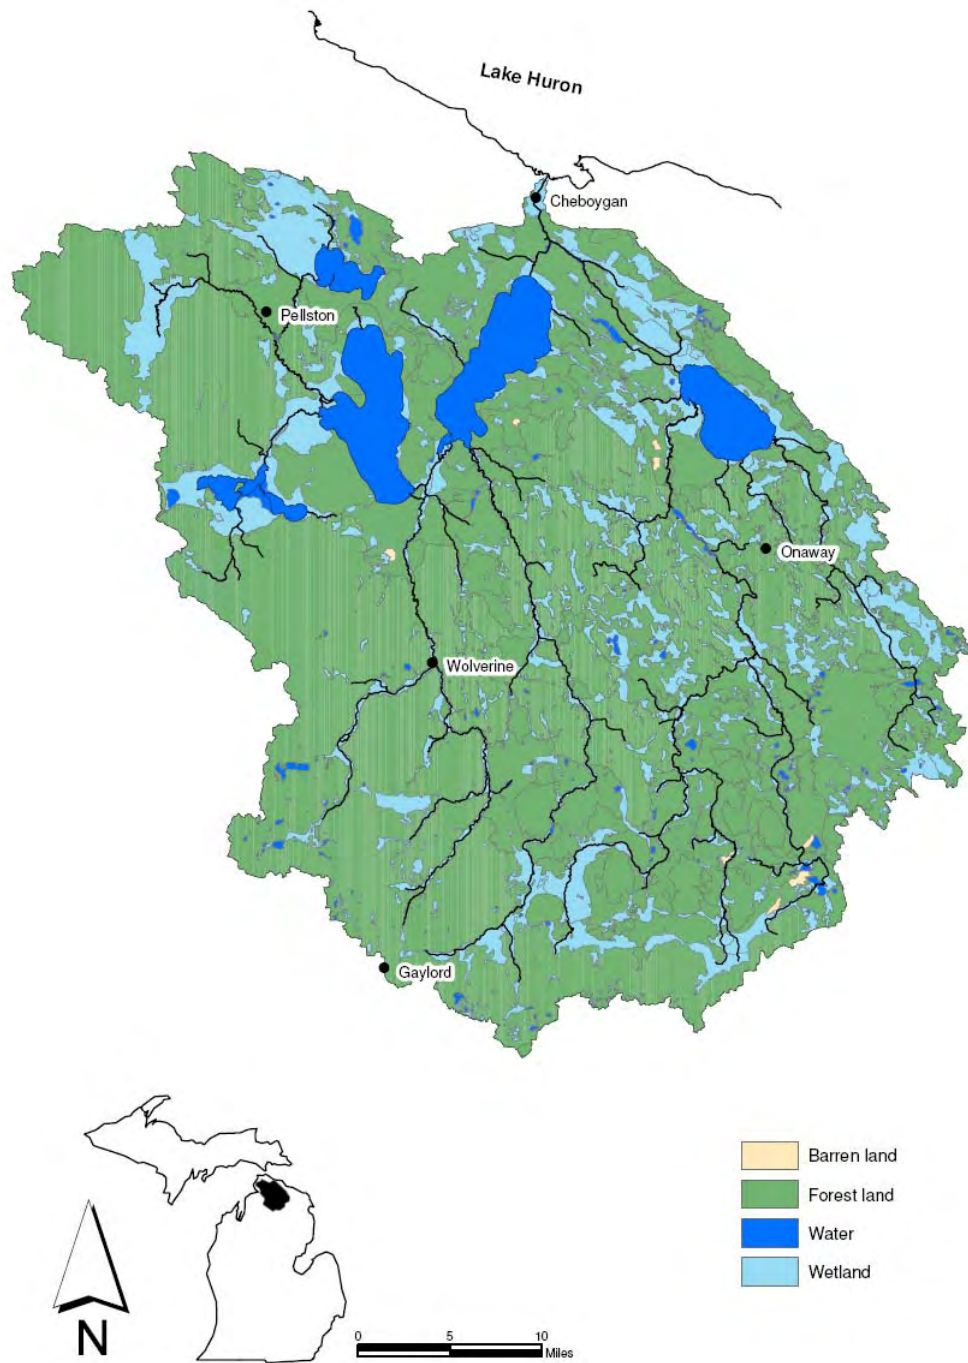 Lake Huron
Cheboygan
Pellston
Onaway
Wolverine
Gaylord
Barren land
Forest land
Water
Wetland
N
0 5 10
Miles